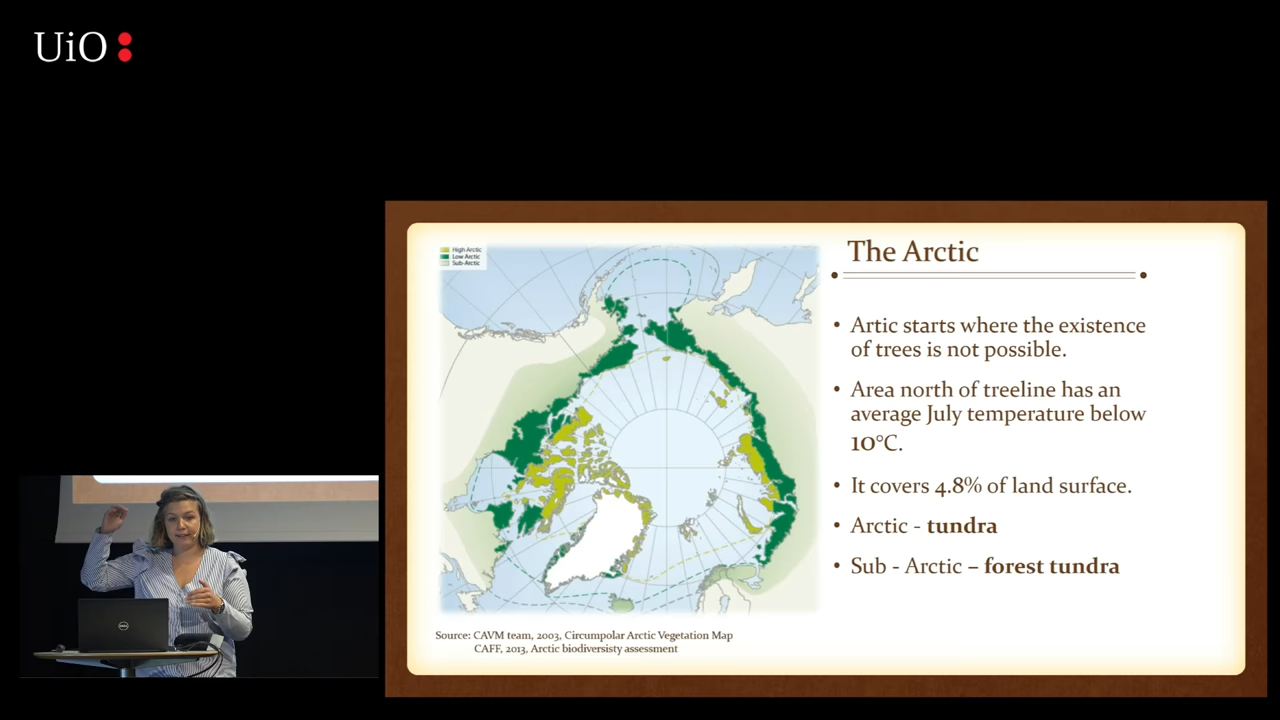 UiO
High Arctic
Low Arctic
Sub-Arctic
The Arctic
• Artic starts where the existence
of trees is not possible.
• Area north of treeline has an
average July temperature below
10°C.
• It covers 4.8% of land surface.
• Arctic - tundra
• Sub - Arctic – forest tundra
Source: CAVM team, 2003, Circumpolar Arctic Vegetation Map
CAFF, 2013, Arctic biodiversisty assessment
DELL